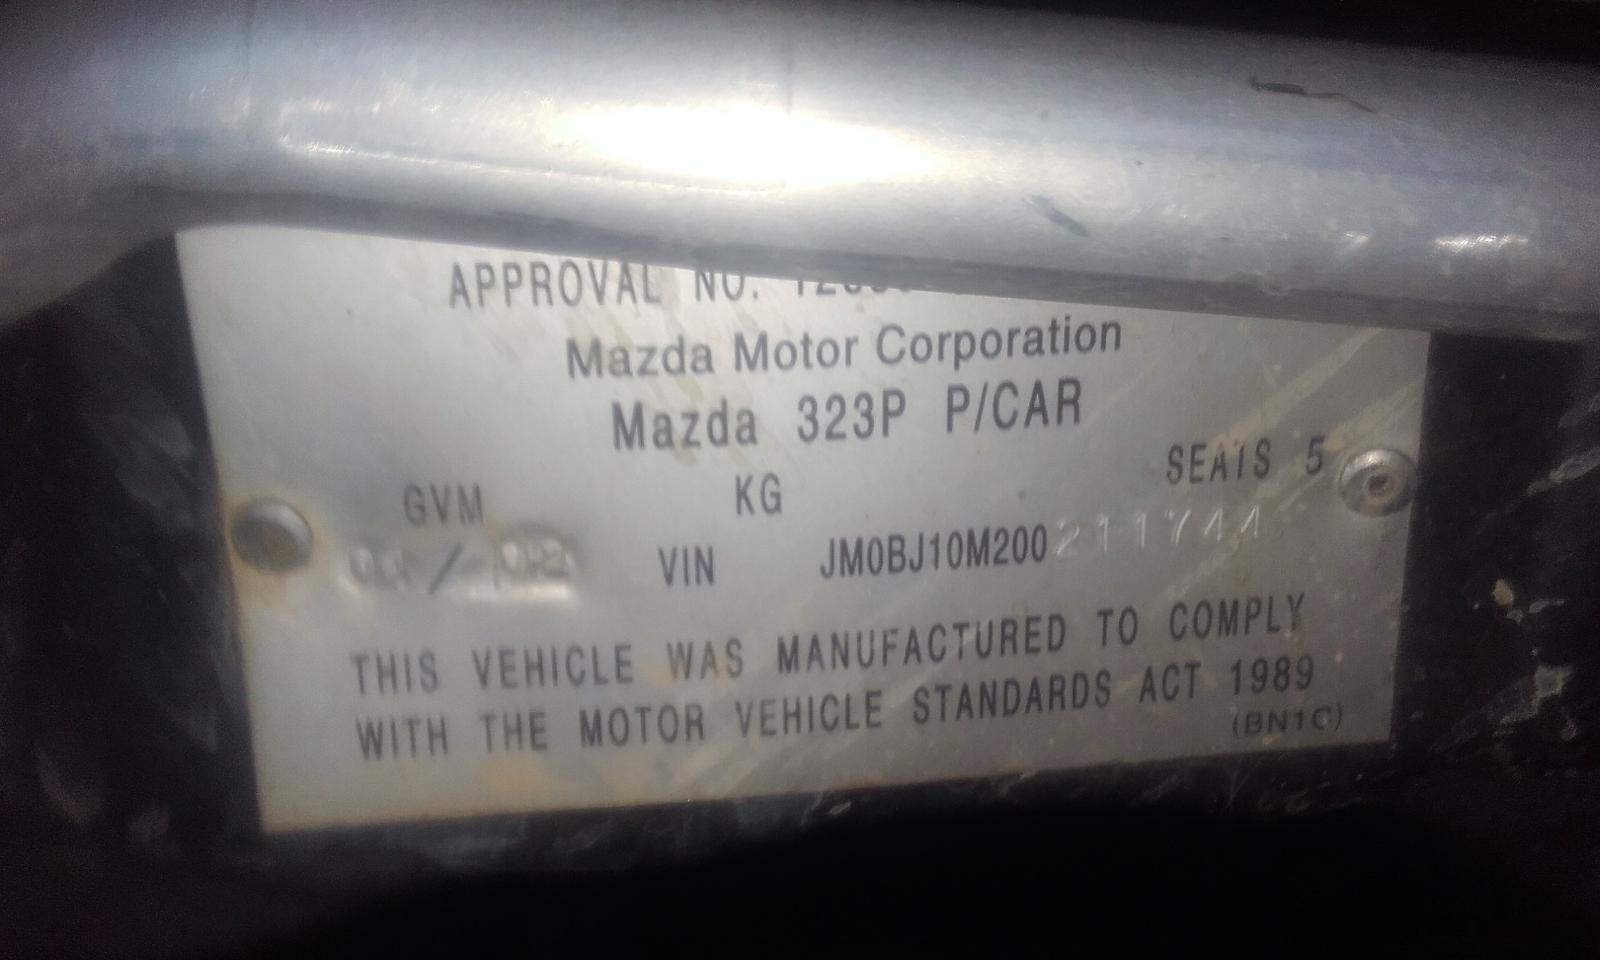 APPROVAL NO.
Mazda Motor Corporation
Mazda 323P P/CAR
GVM KG SEATS 5
VIN JM0BJ10M200211744
THIS VEHICLE WAS MANUFACTURED TO COMPLY
WITH THE MOTOR VEHICLE STANDARDS ACT 1989
(BN1C)